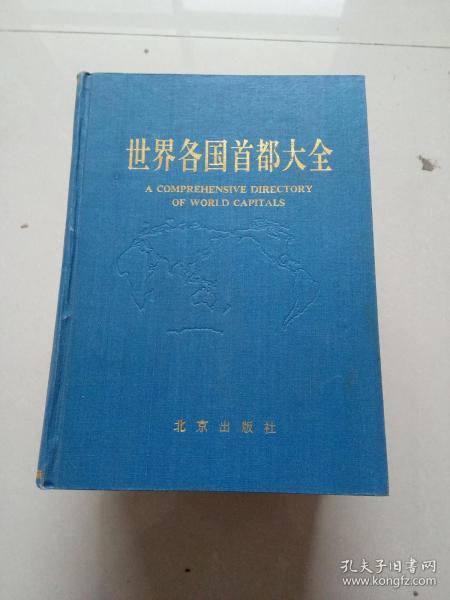 世界各国首都大全
A COMPREHENSIVE DIRECTORY
OF WORLD CAPITALS
北京出版社
孔夫子旧书网
www.kongfz.com